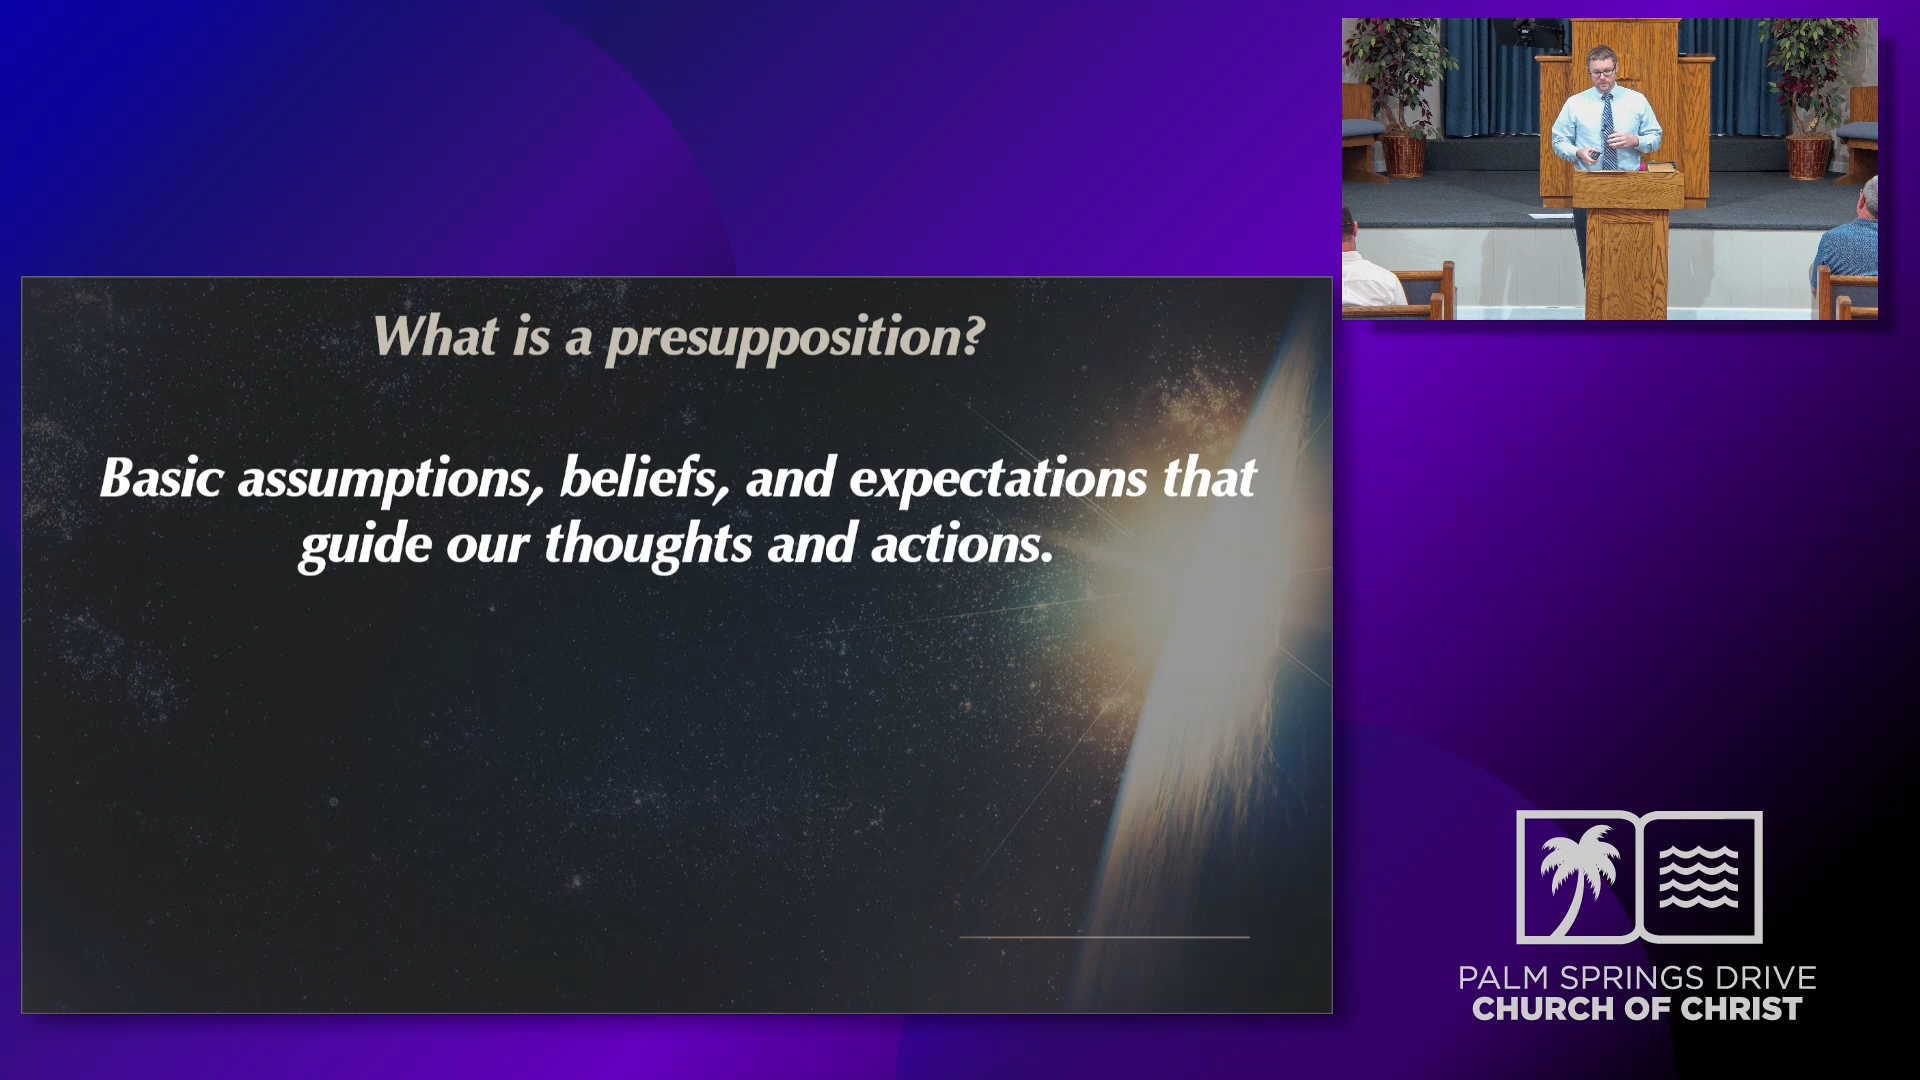 What is a presupposition?
Basic assumptions, beliefs, and expectations that
guide our thoughts and actions.
PALM SPRINGS DRIVE
CHURCH OF CHRIST